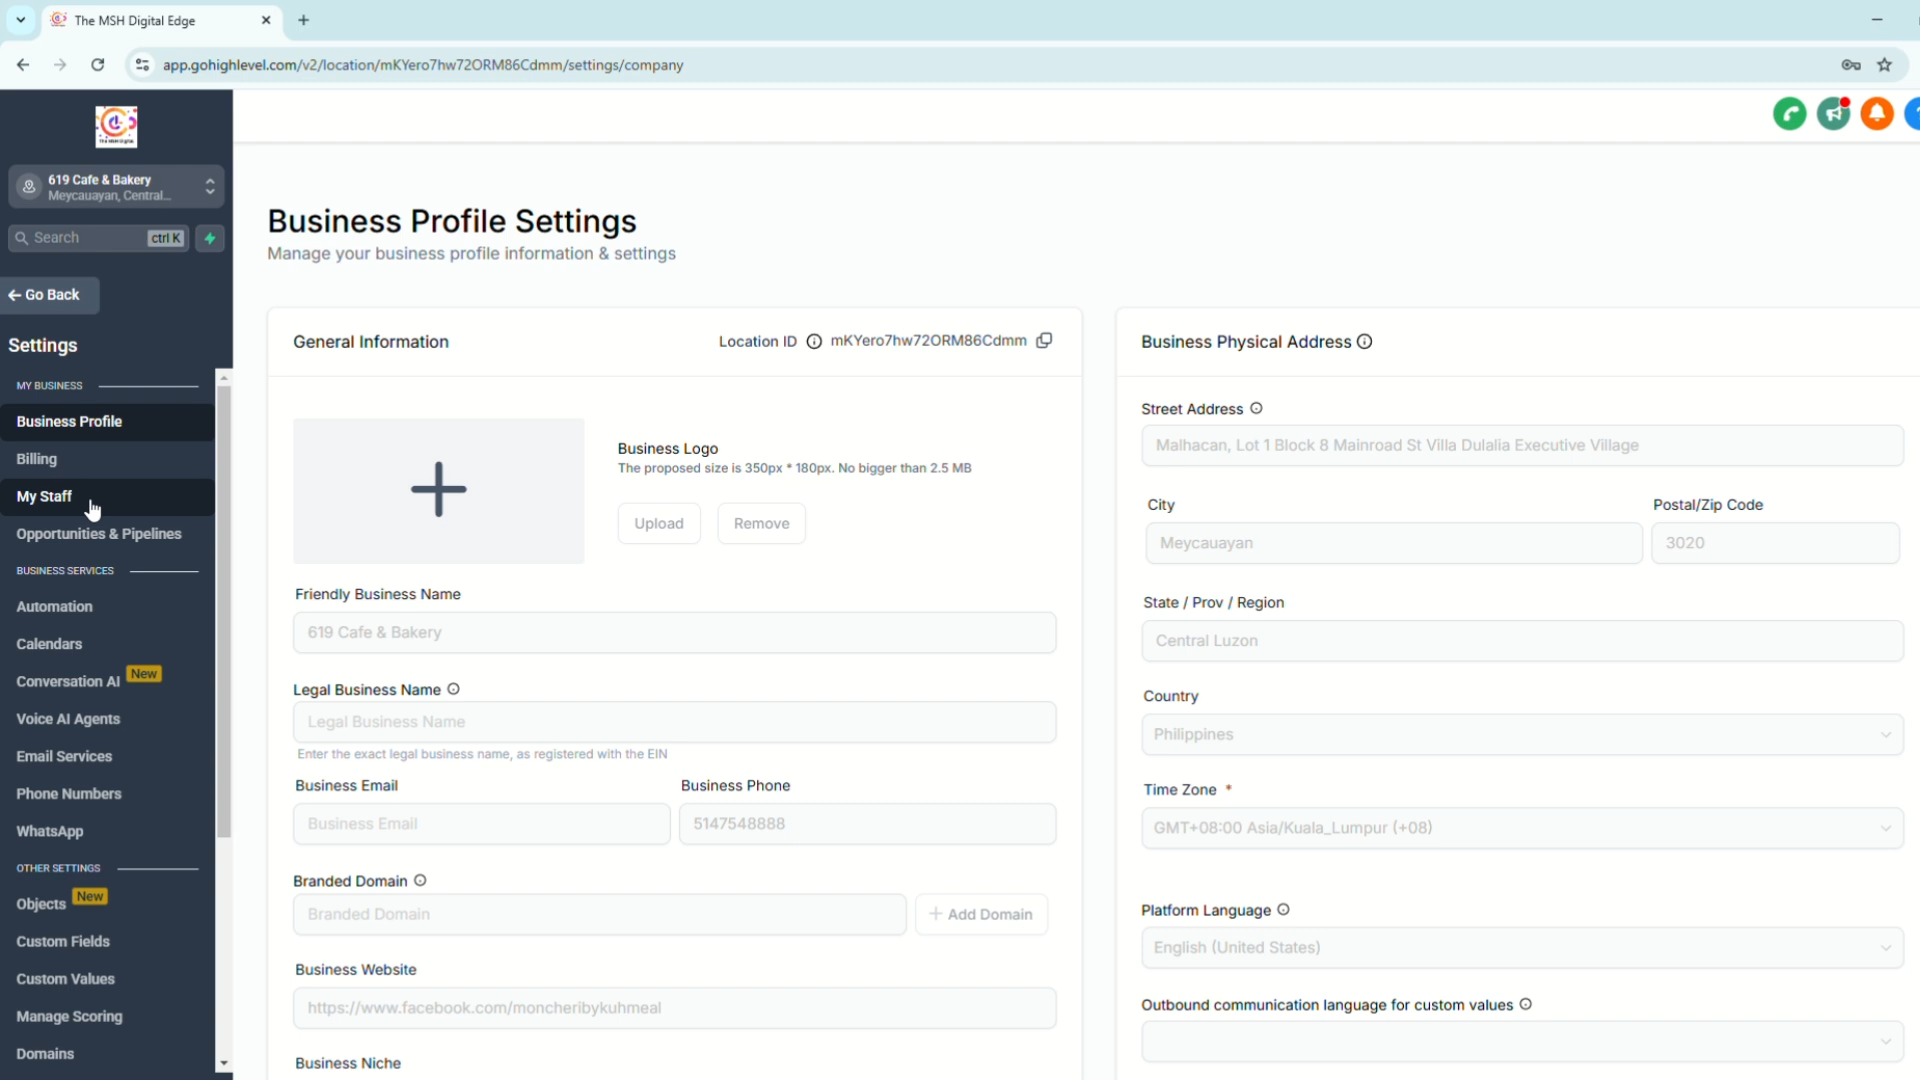 The MSH Digital Edge
app.gohighlevel.com/v2/location/mKYero7hw72ORM86Cdmm/settings/company
619 Cafe & Bakery
Meycauayan, Central...
Search ctrl K
Go Back
Settings
MY BUSINESS
Business Profile
Billing
My Staff
Opportunities & Pipelines
BUSINESS SERVICES
Automation
Calendars
Conversation AI New
Voice AI Agents
Email Services
Phone Numbers
WhatsApp
OTHER SETTINGS
Objects New
Custom Fields
Custom Values
Manage Scoring
Domains
Business Profile Settings
Manage your business profile information & settings
General Information Location ID mKYero7hw72ORM86Cdmm
Business Logo
The proposed size is 350px * 180px. No bigger than 2.5 MB
Upload Remove
Friendly Business Name
619 Cafe & Bakery
Legal Business Name
Legal Business Name
Enter the exact legal business name, as registered with the EIN
Business Email Business Phone
Business Email 5147548888
Branded Domain
Branded Domain + Add Domain
Business Website
https://www.facebook.com/moncheribykuhmeal
Business Niche
Business Physical Address
Street Address
Malhacan, Lot 1 Block 8 Mainroad St Villa Dulalia Executive Village
City Postal/Zip Code
Meycauayan 3020
State / Prov / Region
Central Luzon
Country
Philippines
Time Zone *
GMT+08:00 Asia/Kuala_Lumpur (+08)
Platform Language
English (United States)
Outbound communication language for custom values